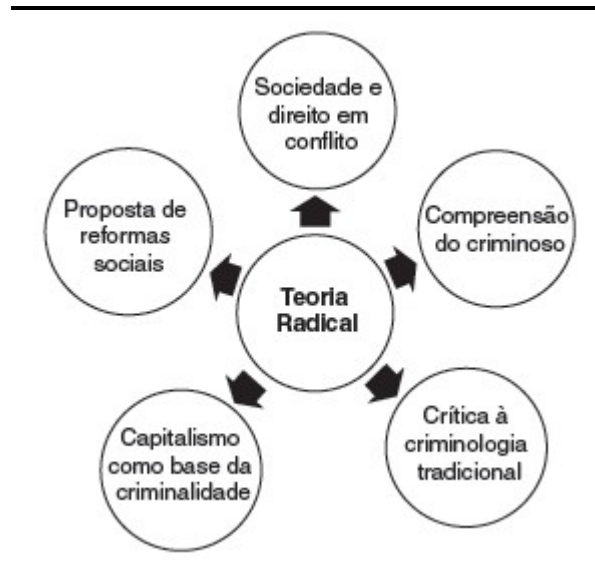 Sociedade e
direito em
conflito
Proposta de
reformas
sociais
Compreensão
do criminoso
Teoria
Radical
Capitalismo
como base da
criminalidade
Crítica à
criminologia
tradicional